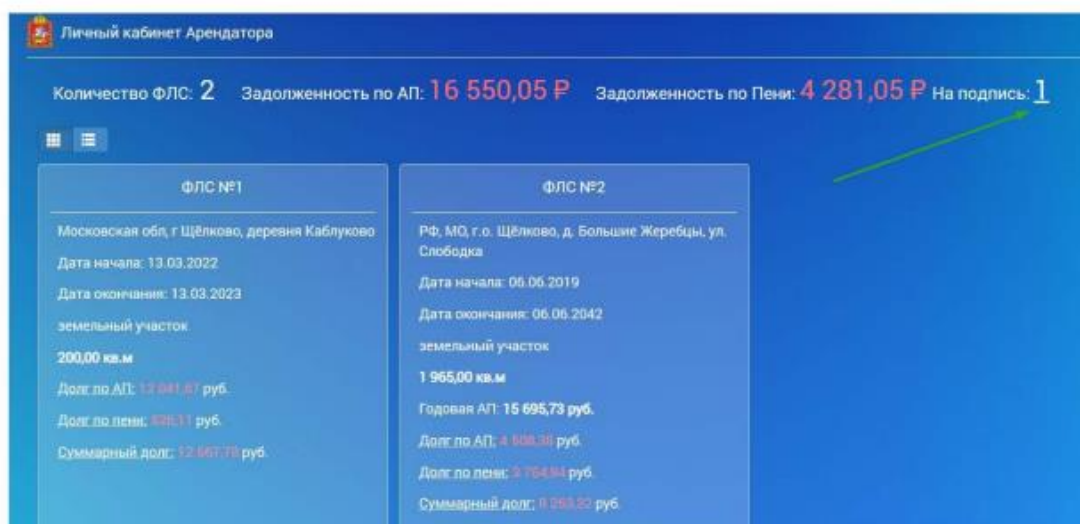 Личный кабинет Арендатора
Количество ФЛС: 2 Задолженность по АП: 16 550,05 ₽ Задолженность по Пени: 4 281,05 ₽ На подпись: 1
ФЛС №1
Московская обл, г Щёлково, деревня Каблуково
Дата начала: 13.03.2022
Дата окончания: 13.03.2023
земельный участок
200,00 кв.м
Долг по АП: руб.
Долг по пени: руб.
Суммарный долг: руб.
ФЛС №2
РФ, МО, г.о. Щёлково, д. Большие Жеребцы, ул.
Слободка
Дата начала: 06.06.2019
Дата окончания: 06.06.2042
земельный участок
1 965,00 кв.м
Годовая АП: 15 695,73 руб.
Долг по АП: руб.
Долг по пени: руб.
Суммарный долг: руб.